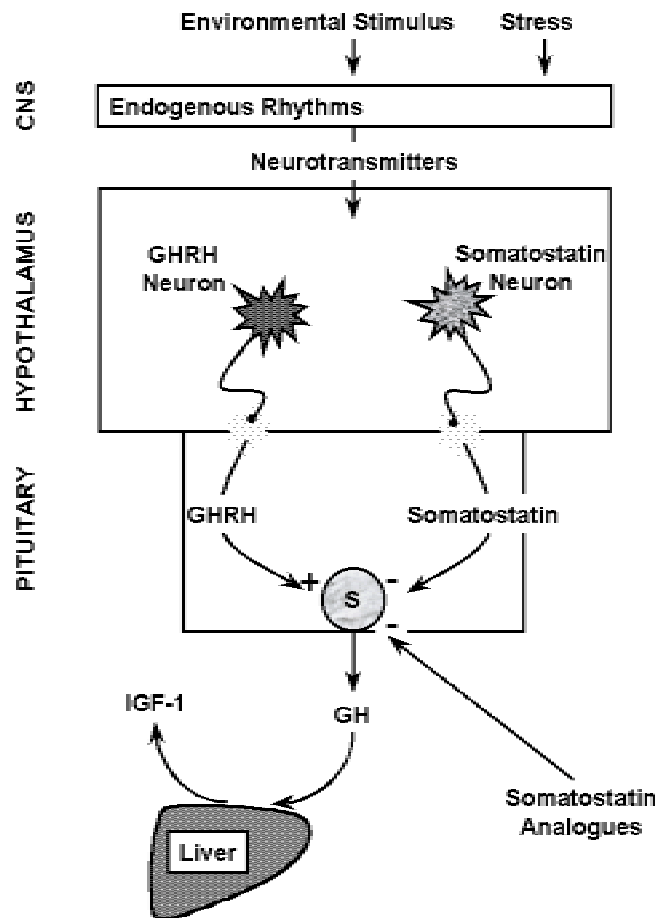 Environmental Stimulus
Stress
CNS
Endogenous Rhythms
Neurotransmitters
HYPOTHALAMUS
GHRH
Neuron
Somatostatin
Neuron
PITUITARY
GHRH
Somatostatin
+
-
S
-
IGF-1
GH
Somatostatin
Analogues
Liver